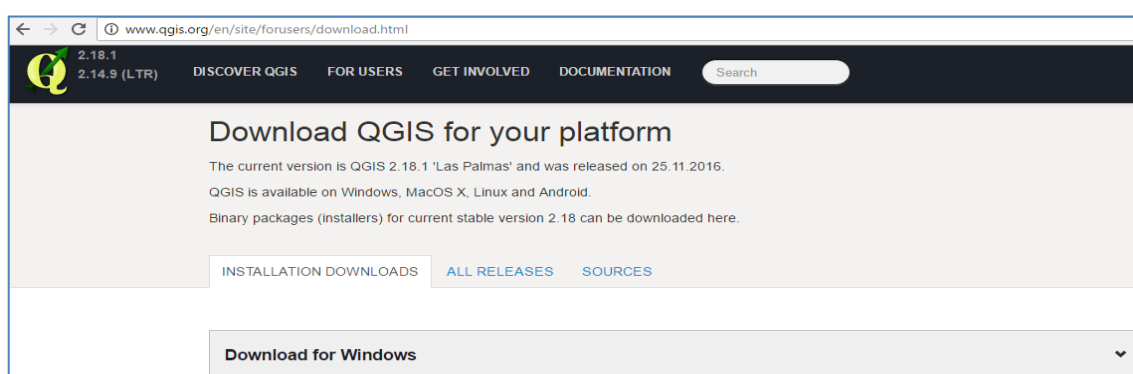 www.qgis.org/en/site/forusers/download.html
2.18.1
2.14.9 (LTR)
DISCOVER QGIS FOR USERS GET INVOLVED DOCUMENTATION Search
Download QGIS for your platform
The current version is QGIS 2.18.1 'Las Palmas' and was released on 25.11.2016.
QGIS is available on Windows, MacOS X, Linux and Android.
Binary packages (installers) for current stable version 2.18 can be downloaded here.
INSTALLATION DOWNLOADS ALL RELEASES SOURCES
Download for Windows